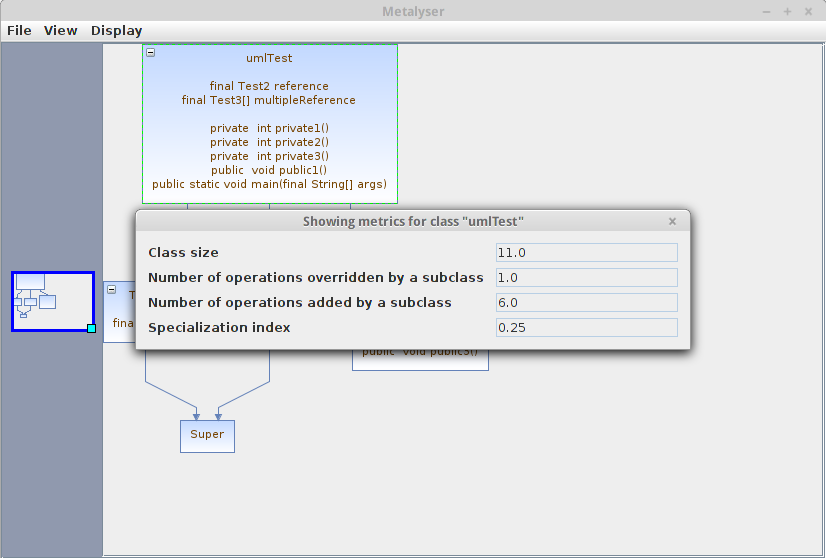 Metalyser
File View Display
umlTest
final Test2 reference
final Test3[] multipleReference
private int private1()
private int private2()
private int private3()
public void public1()
public static void main(final String[] args)
Showing metrics for class "umlTest"
Class size 11.0
Number of operations overridden by a subclass 1.0
Number of operations added by a subclass 6.0
Specialization index 0.25
T
fina
public void public3()
Super